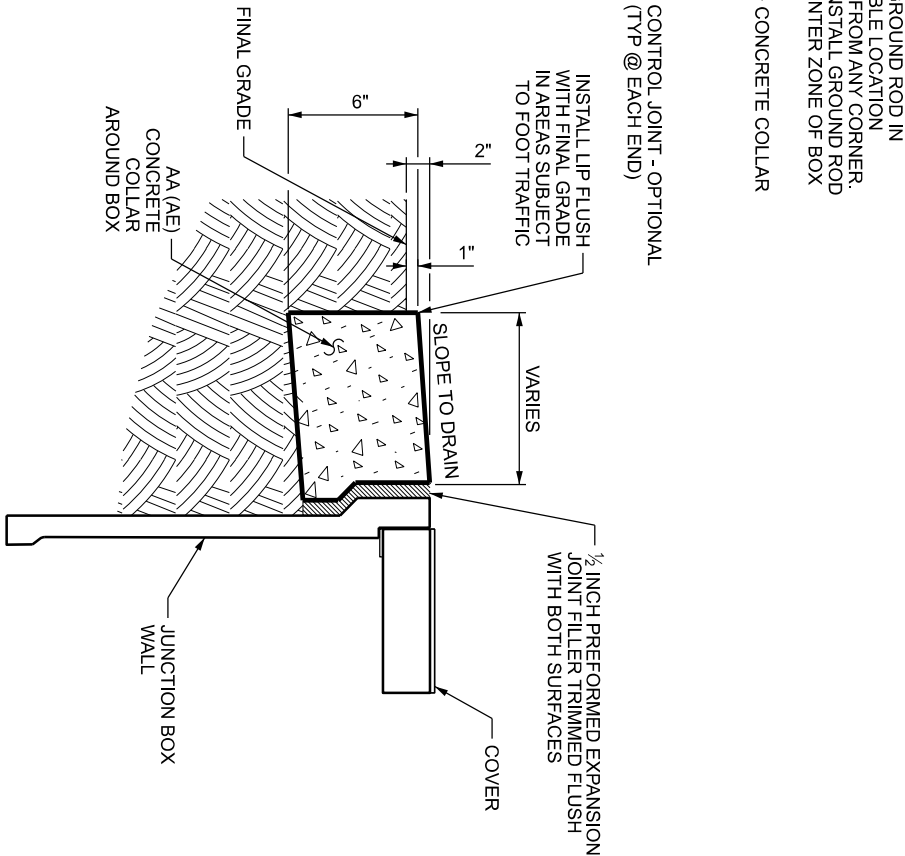 GROUND ROD IN
BLE LOCATION
FROM ANY CORNER.
NSTALL GROUND ROD
NTER ZONE OF BOX
CONCRETE COLLAR
CONTROL JOINT - OPTIONAL
(TYP @ EACH END)
INSTALL LIP FLUSH
WITH FINAL GRADE
IN AREAS SUBJECT
TO FOOT TRAFFIC
½ INCH PREFORMED EXPANSION
JOINT FILLER TRIMMED FLUSH
WITH BOTH SURFACES
VARIES
2"
1"
6"
SLOPE TO DRAIN
COVER
FINAL GRADE
AA (AE)
CONCRETE
COLLAR
AROUND BOX
JUNCTION BOX
WALL